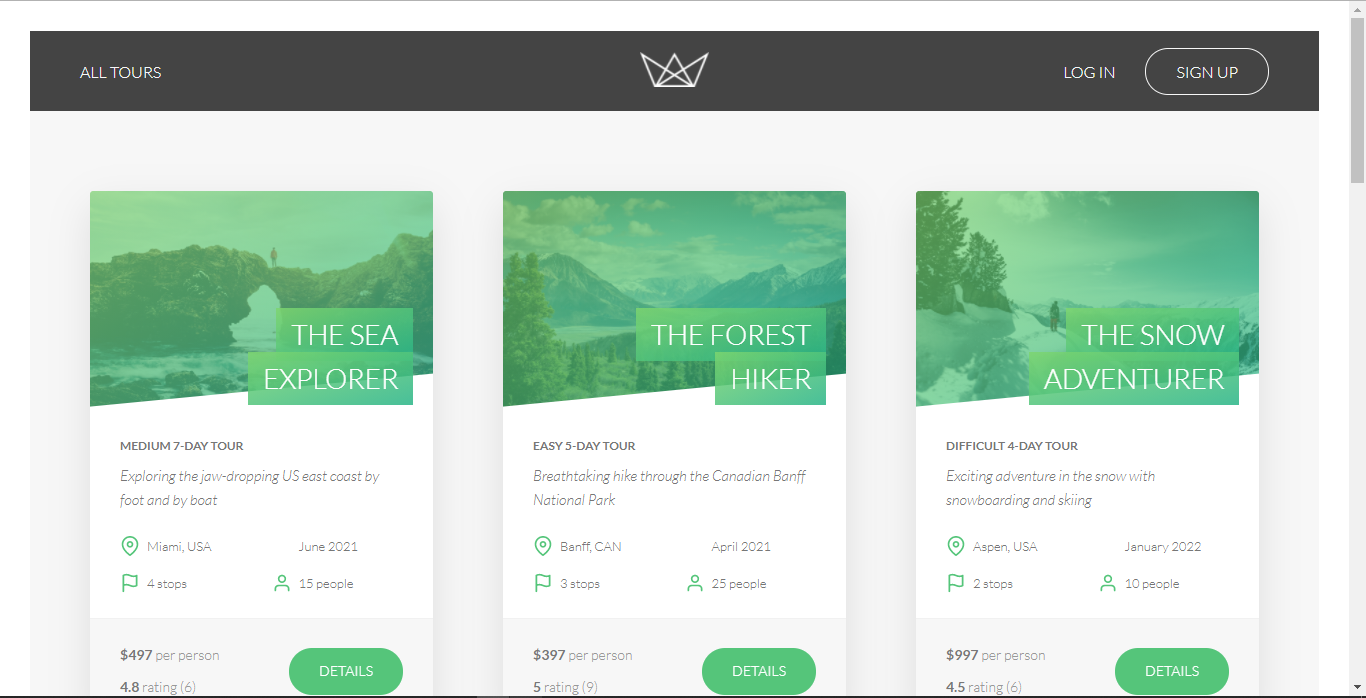 ALL TOURS
LOG IN
SIGN UP
THE SEA
EXPLORER
MEDIUM 7-DAY TOUR
Exploring the jaw-dropping US east coast by
foot and by boat
Miami, USA
June 2021
4 stops
15 people
$497 per person
4.8 rating (6)
DETAILS
THE FOREST
HIKER
EASY 5-DAY TOUR
Breathtaking hike through the Canadian Banff
National Park
Banff, CAN
April 2021
3 stops
25 people
$397 per person
5 rating (9)
DETAILS
THE SNOW
ADVENTURER
DIFFICULT 4-DAY TOUR
Exciting adventure in the snow with
snowboarding and skiing
Aspen, USA
January 2022
2 stops
10 people
$997 per person
4.5 rating (6)
DETAILS